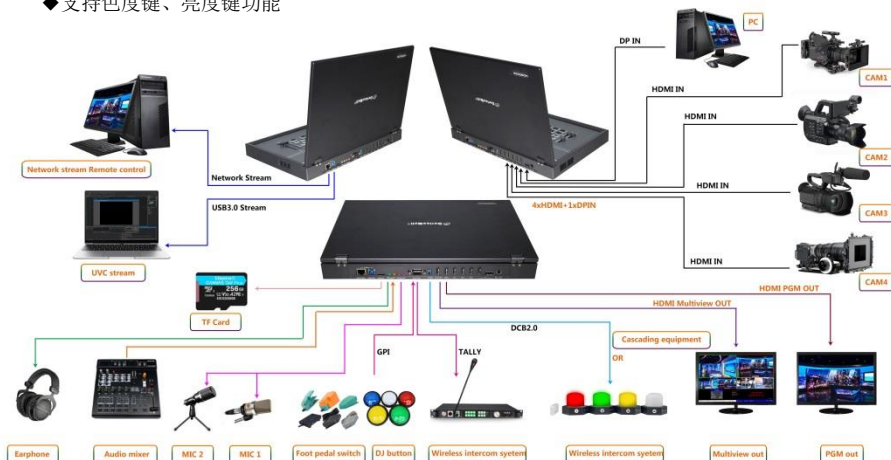 ◆支持色度键、亮度键功能
DP IN
PC
HDMI IN
CAM1
HDMI IN
CAM2
Network stream Remote control
Network Stream
USB3.0 Stream
HDMI IN
4xHDMI+1xDPIN
CAM3
UVC stream
HDMI IN
CAM4
256GB
TF Card
HDMI PGM OUT
HDMI Multiview OUT
DCB2.0
Cascading equipment
OR
GPI
TALLY
Earphone
Audio mixer
MIC 2
MIC 1
Foot pedal switch
DJ button
Wireless intercom syetem
Wireless intercom syetem
Multiview out
PGM out